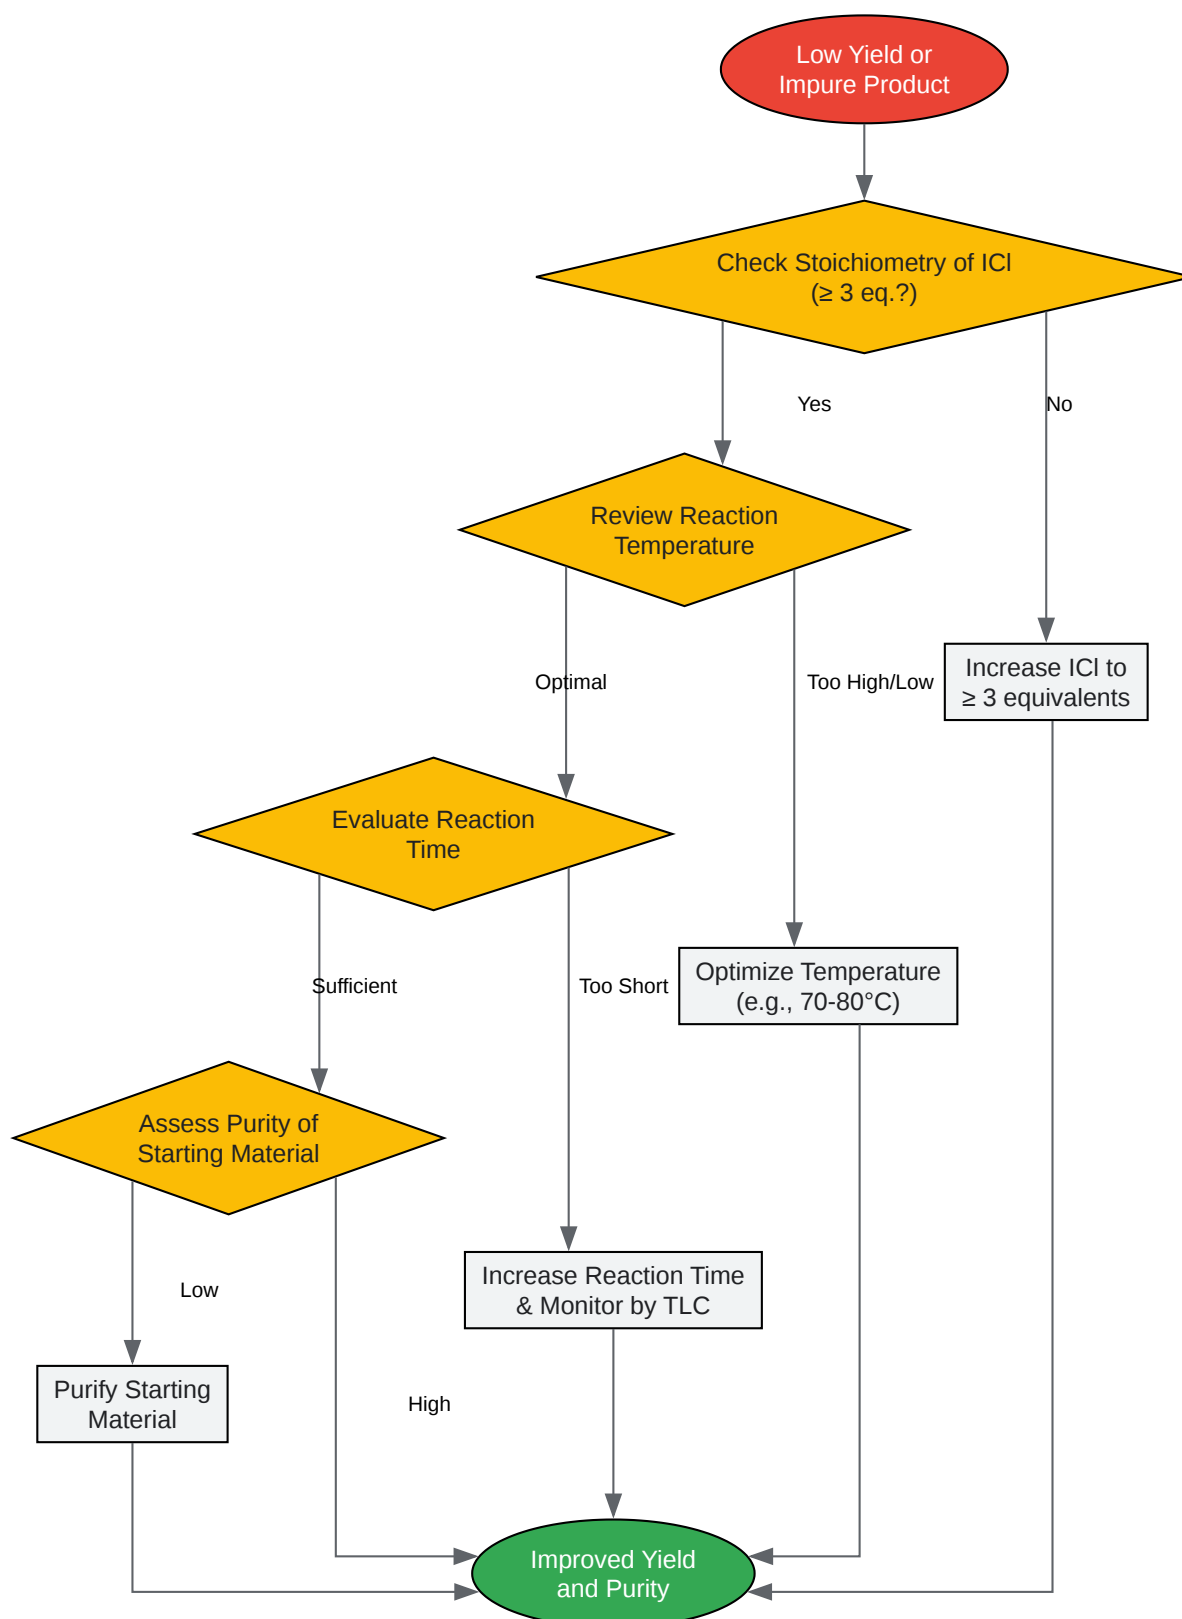 Low Yield or
Impure Product
Check Stoichiometry of ICl
(≥ 3 eq.?)
Yes
No
Review Reaction
Temperature
Optimal
Too High/Low
Increase ICl to
≥ 3 equivalents
Evaluate Reaction
Time
Sufficient
Too Short
Optimize Temperature
(e.g., 70-80°C)
Assess Purity of
Starting Material
Low
Increase Reaction Time
& Monitor by TLC
Purify Starting
Material
High
Improved Yield
and Purity